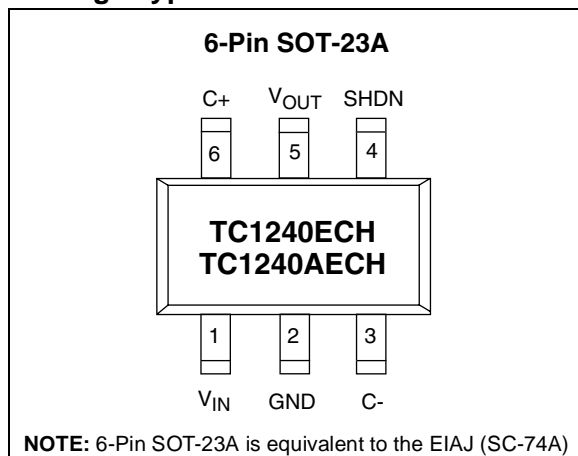 6-Pin SOT-23A
C+ VOUT SHDN
6 5 4
TC1240ECH
TC1240AECH
1 2 3
VIN GND C-
NOTE: 6-Pin SOT-23A is equivalent to the EIAJ (SC-74A)